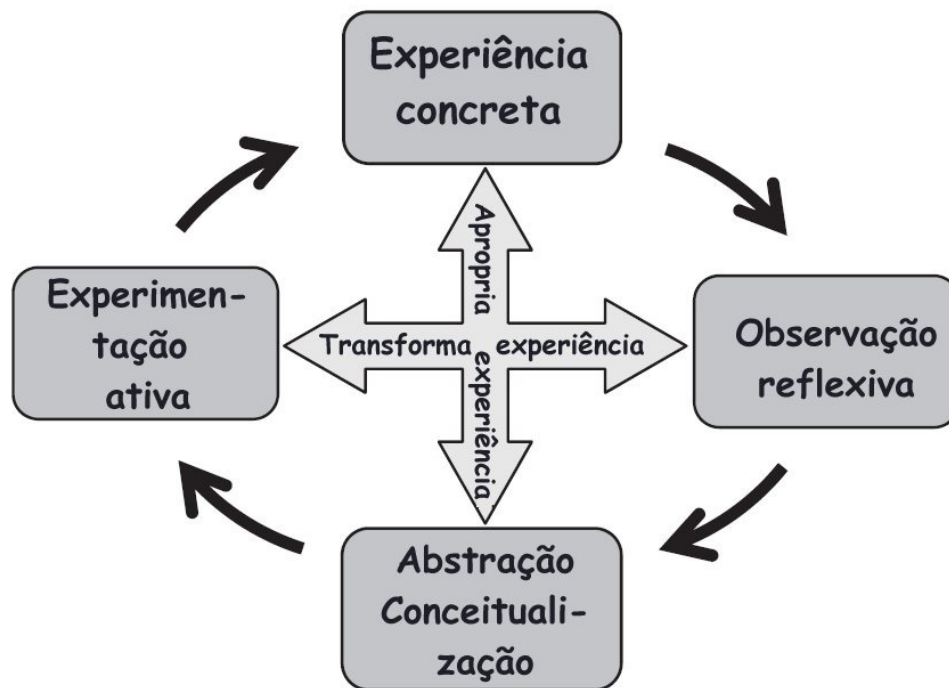 Experiência
concreta
Apropria
experiência
Transforma experiência
Experimen-
tação
ativa
Observação
reflexiva
Abstração
Conceituali-
zação